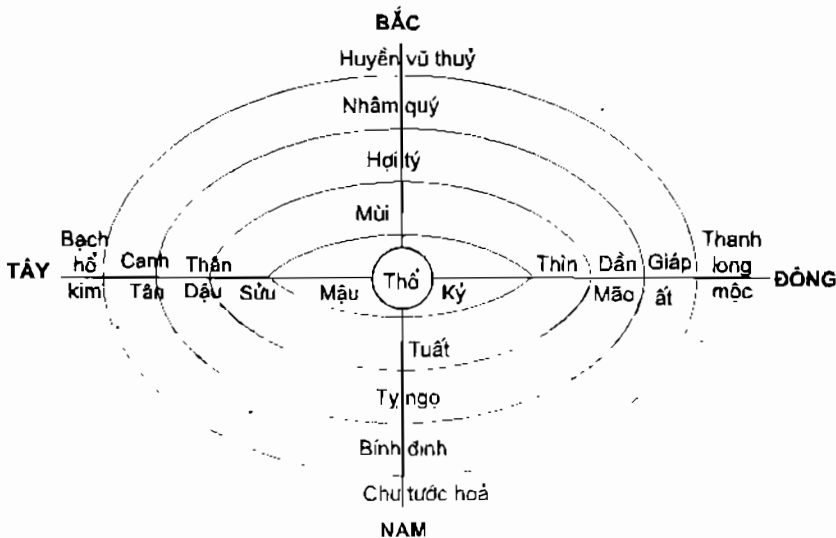 BẮC
Huyền vũ thuỷ
Nhâm quý
Hợi tý
Mùi
Bạch hổ kim
Canh Tân
Thân Dậu
Sửu
Mậu
Thổ
Kỷ
Thìn
Dần Mão
Giáp ất
Thanh long mộc
TÂY
ĐÔNG
Tuất
Tỵ ngọ
Bính định
Chu tước hoả
NAM